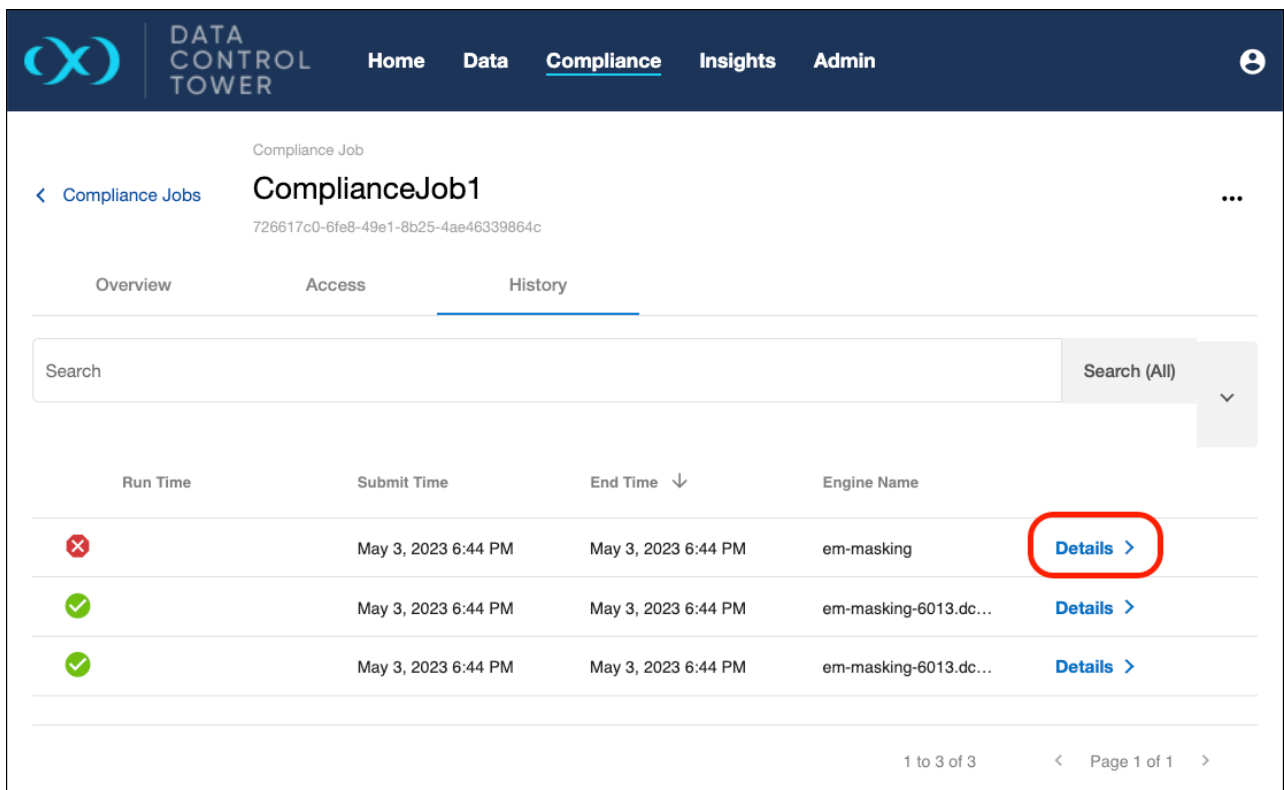 DATA
CONTROL
TOWER
Home Data Compliance Insights Admin
Compliance Job
Compliance Jobs
ComplianceJob1
726617c0-6fe8-49e1-8b25-4ae46339864c
Overview Access History
Search Search (All)
Run Time Submit Time End Time Engine Name
May 3, 2023 6:44 PM May 3, 2023 6:44 PM em-masking Details
May 3, 2023 6:44 PM May 3, 2023 6:44 PM em-masking-6013.dc... Details
May 3, 2023 6:44 PM May 3, 2023 6:44 PM em-masking-6013.dc... Details
1 to 3 of 3 Page 1 of 1